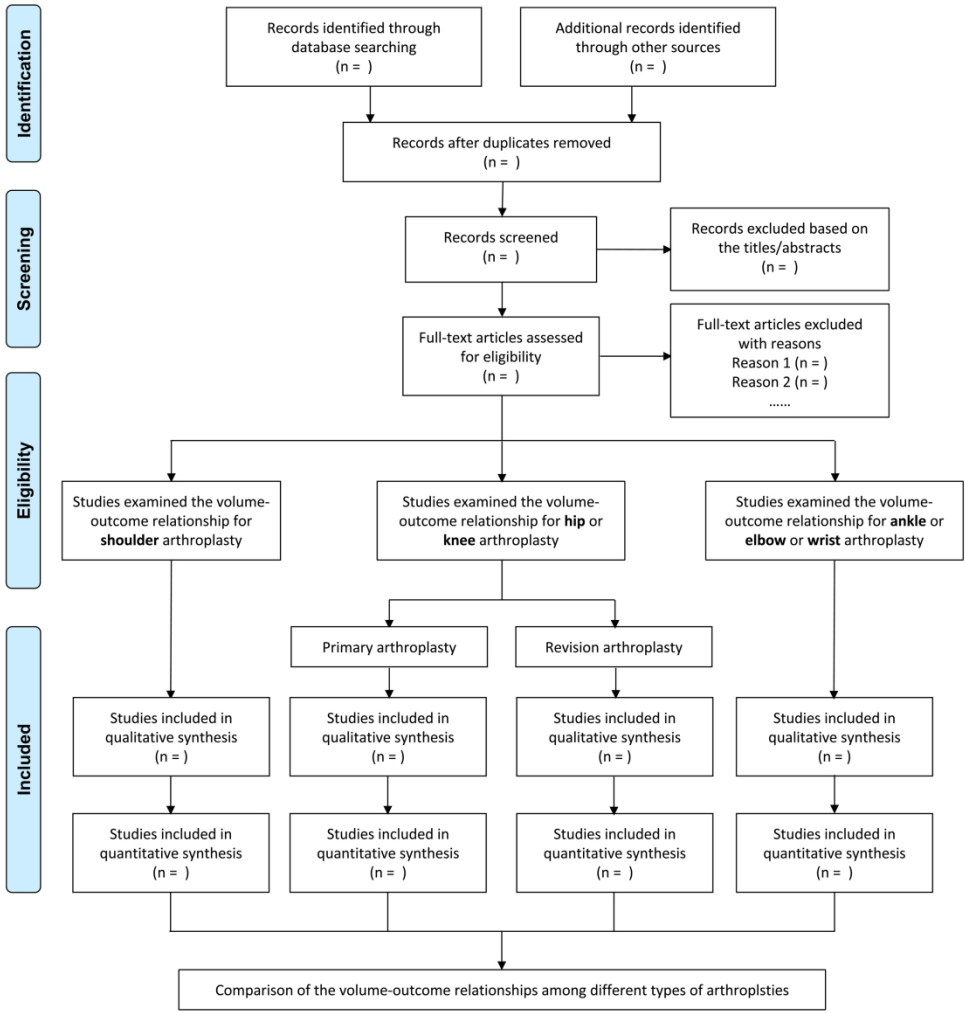 Identification
Records identified through
database searching
(n =  )
Additional records identified
through other sources
(n =  )
Records after duplicates removed
(n =  )
Screening
Records screened
(n =  )
Records excluded based on
the titles/abstracts
(n =  )
Full-text articles assessed
for eligibility
(n =  )
Full-text articles excluded
with reasons
Reason 1 (n = )
Reason 2 (n = )
......
Eligibility
Studies examined the volume-
outcome relationship for
shoulder arthroplasty
Studies examined the volume-
outcome relationship for hip or
knee arthroplasty
Studies examined the volume-
outcome relationship for ankle or
elbow or wrist arthroplasty
Included
Primary arthroplasty
Revision arthroplasty
Studies included in
qualitative synthesis
(n = )
Studies included in
qualitative synthesis
(n = )
Studies included in
qualitative synthesis
(n = )
Studies included in
qualitative synthesis
(n =  )
Studies included in
quantitative synthesis
(n =  )
Studies included in
quantitative synthesis
(n =  )
Studies included in
quantitative synthesis
(n =  )
Studies included in
quantitative synthesis
(n =  )
Comparison of the volume-outcome relationships among different types of arthroplsties